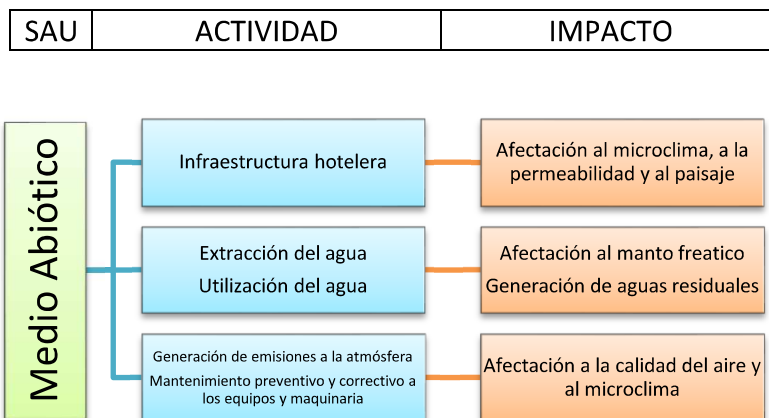 SAU ACTIVIDAD IMPACTO
Medio Abiótico
Infraestructura hotelera
Afectación al microclima, a la
permeabilidad y al paisaje
Extracción del agua
Utilización del agua
Afectación al manto freatico
Generación de aguas residuales
Generación de emisiones a la atmósfera
Mantenimiento preventivo y correctivo a
los equipos y maquinaria
Afectación a la calidad del aire y
al microclima